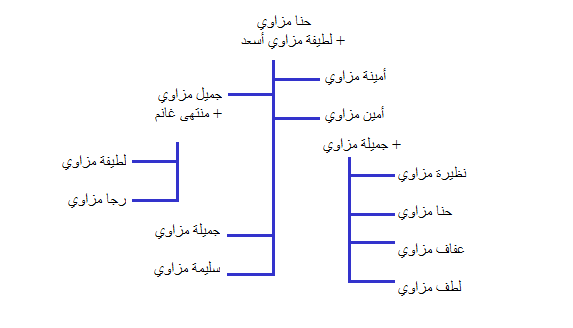 حنا مزاوي
+ لطيفة مزاوي أسعد
أمينة مزاوي
جميل مزاوي
+ منتهى غانم
أمين مزاوي
+ جميلة مزاوي
لطيفة مزاوي
رجا مزاوي
نظيرة مزاوي
حنا مزاوي
عفاف مزاوي
لطف مزاوي
جميلة مزاوي
سليمة مزاوي